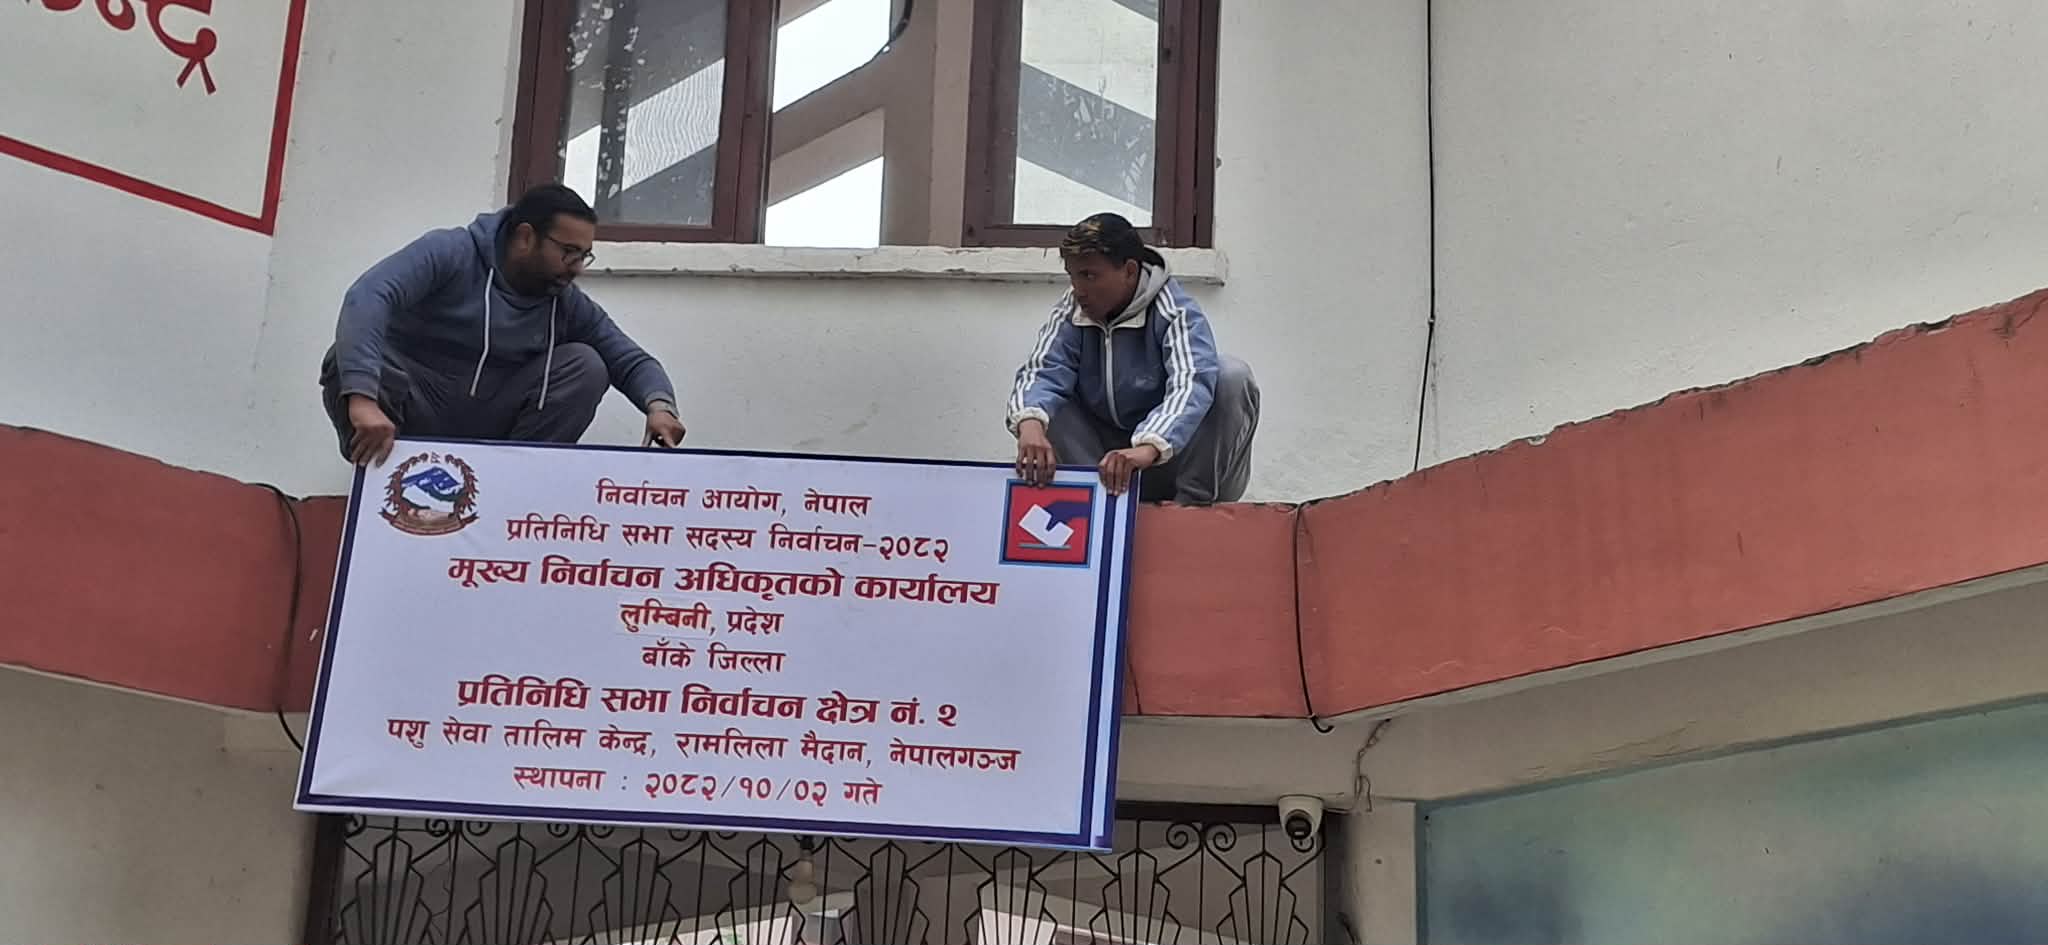 न्द्र
निर्वाचन आयोग, नेपाल
प्रतिनिधि सभा सदस्य निर्वाचन-२०८२
मूख्य निर्वाचन अधिकृतको कार्यालय
लुम्बिनी, प्रदेश
बाँके जिल्ला
प्रतिनिधि सभा निर्वाचन क्षेत्र नं. २
पशु सेवा तालिम केन्द्र, रामलिला मैदान, नेपालगञ्ज
स्थापना : २०८२/१०/०२ गते